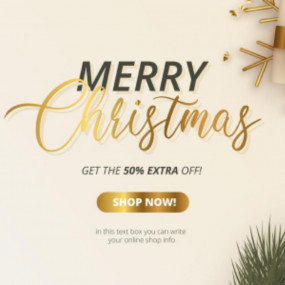 MERRY
Christmas
GET THE 50% EXTRA OFF!
SHOP NOW!
In this text box you can write
your online shop Info